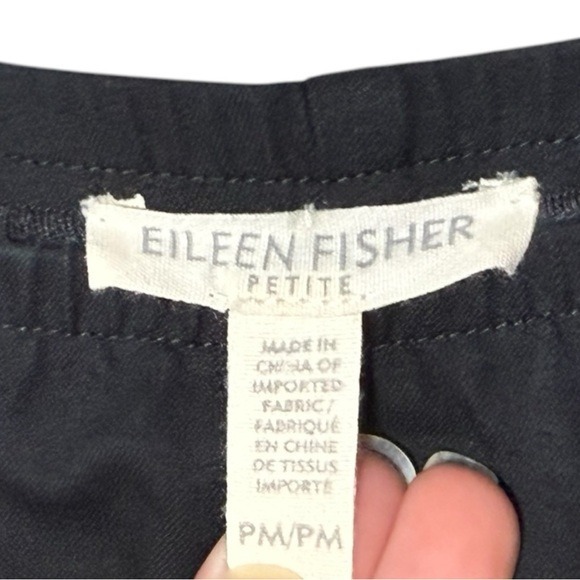 EILEEN FISHER
PETITE
MADE IN
CHINA OF
IMPORTED
FABRIC/
FABRIQUÉ
EN CHINE
DE TISSUS
IMPORTÉ
PM/PM